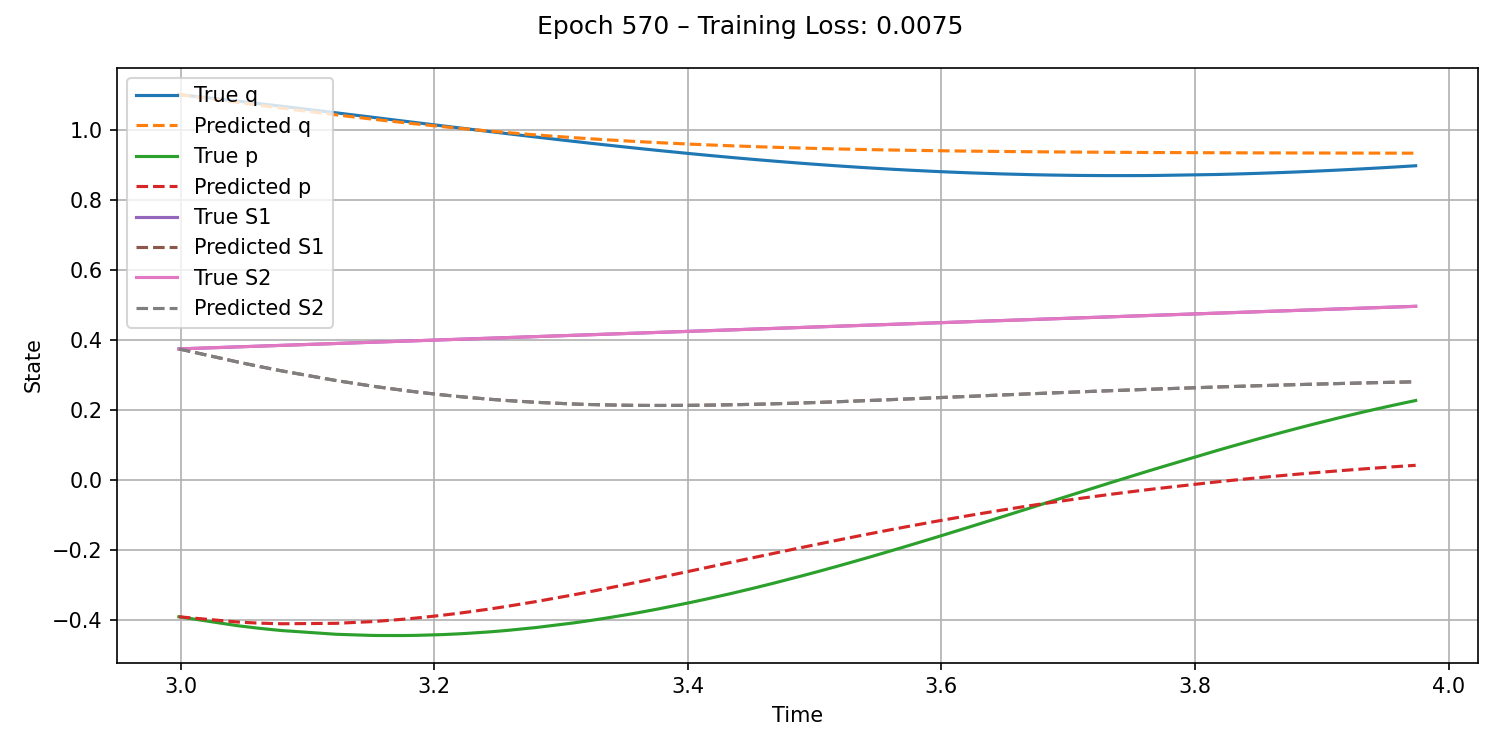 Epoch 570 – Training Loss: 0.0075
True q
Predicted q
True p
Predicted p
True S1
Predicted S1
True S2
Predicted S2
1.0
0.8
0.6
0.4
0.2
0.0
−0.2
−0.4
State
3.0 3.2 3.4 3.6 3.8 4.0
Time